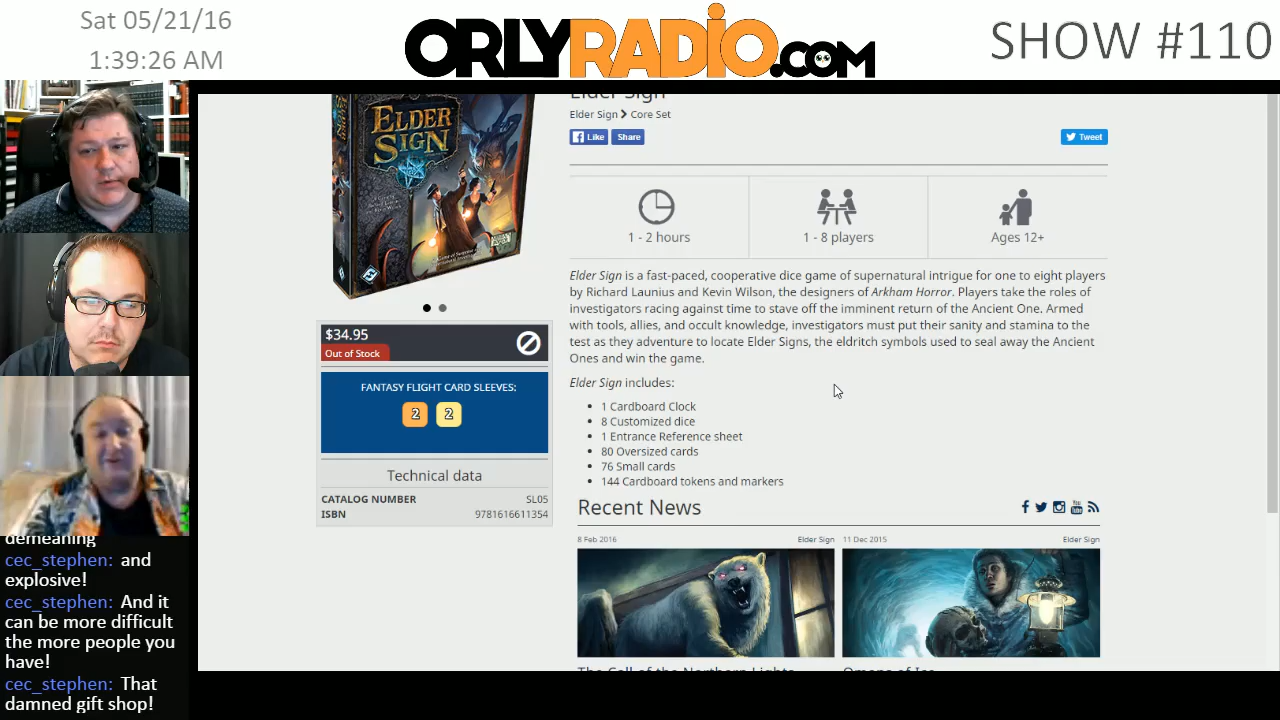 Sat 05/21/16
1:39:26 AM
ORLYRADiO.COM
SHOW #110
Elder Sign
Elder Sign > Core Set
Like
Share
Tweet
ELDER
SIGN
1 - 2 hours
1 - 8 players
Ages 12+
Elder Sign is a fast-paced, cooperative dice game of supernatural intrigue for one to eight players
by Richard Launius and Kevin Wilson, the designers of Arkham Horror. Players take the roles of
investigators racing against time to stave off the imminent return of the Ancient One. Armed
with tools, allies, and occult knowledge, investigators must put their sanity and stamina to the
test as they adventure to locate Elder Signs, the eldritch symbols used to seal away the Ancient
Ones and win the game.
$34.95
Out of Stock
FANTASY FLIGHT CARD SLEEVES:
2 2
Technical data
CATALOG NUMBER SL05
ISBN 9781616611354
Elder Sign includes:
• 1 Cardboard Clock
• 8 Customized dice
• 1 Entrance Reference sheet
• 80 Oversized cards
• 76 Small cards
• 144 Cardboard tokens and markers
Recent News
8 Feb 2016 Elder Sign
11 Dec 2015 Elder Sign
The Call of the Northern Lights
Omens of Ice
demeaning
cec_stephen: and
explosive!
cec_stephen: And it
can be more difficult
the more people you
have!
cec_stephen: That
damned gift shop!